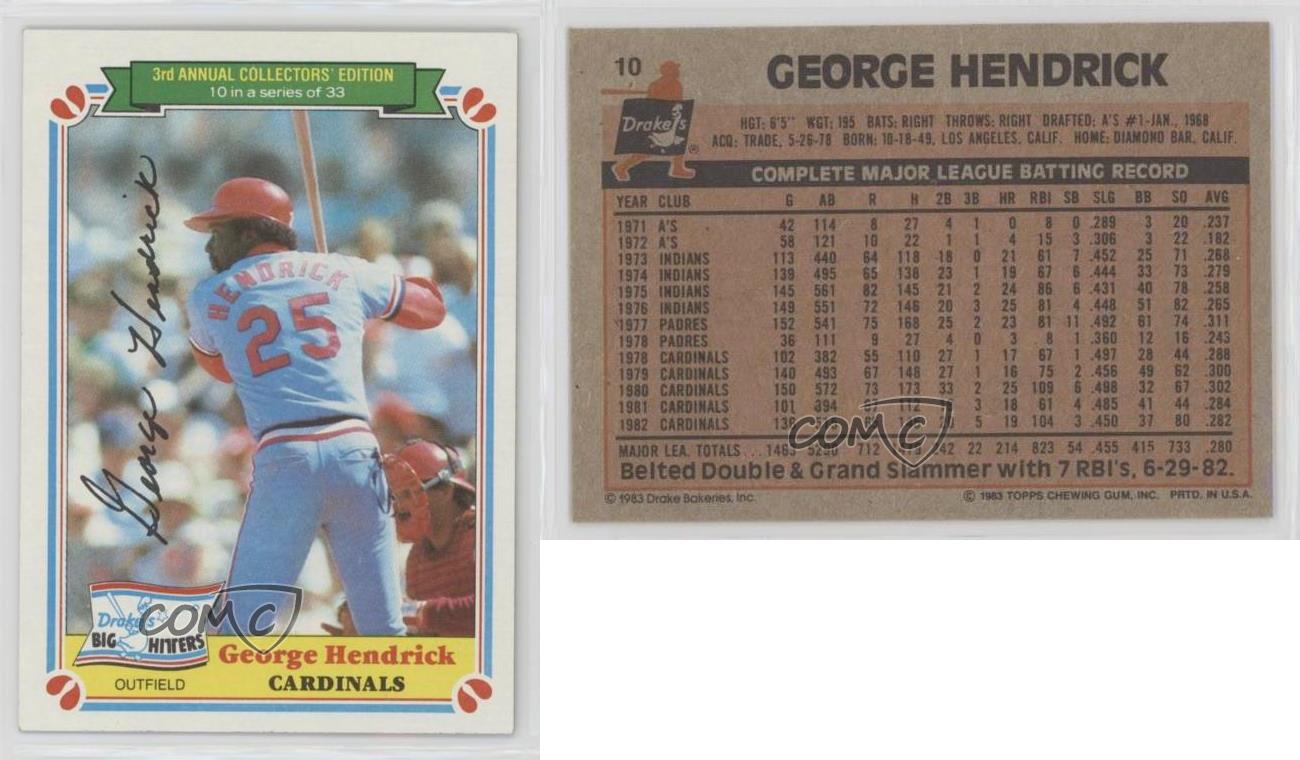 3rd ANNUAL COLLECTORS' EDITION
10 in a series of 33
HENDRICK
25
George Hendrick
Drake's
BIG HITTERS
COMC
George Hendrick
OUTFIELD
CARDINALS
10
GEORGE HENDRICK
Drake's ®
HGT: 6'5" WGT: 195 BATS: RIGHT THROWS: RIGHT DRAFTED: A'S #1-JAN., 1968
ACQ: TRADE, 5-26-78 BORN: 10-18-49, LOS ANGELES, CALIF. HOME: DIAMOND BAR, CALIF.
COMPLETE MAJOR LEAGUE BATTING RECORD
YEAR CLUB G AB R H 2B 3B HR RBI SB SLG BB SO AVG
1971 A'S 42 114 8 27 4 1 0 8 0 .289 3 20 .237
1972 A'S 58 121 10 22 1 1 4 15 3 .306 3 22 .182
1973 INDIANS 113 440 64 118 18 0 21 61 7 .452 25 71 .268
1974 INDIANS 139 495 65 138 23 1 19 67 6 .444 33 73 .279
1975 INDIANS 145 561 82 145 21 2 24 86 6 .431 40 78 .258
1976 INDIANS 149 551 72 146 20 3 25 81 4 .448 51 82 .265
1977 PADRES 152 541 75 168 25 2 23 81 11 .492 61 74 .311
1978 PADRES 36 111 9 27 4 0 3 8 1 .360 12 16 .243
1978 CARDINALS 102 382 55 110 27 1 17 67 1 .497 28 44 .288
1979 CARDINALS 140 493 67 148 27 1 16 75 2 .456 49 62 .300
1980 CARDINALS 150 572 73 173 33 2 25 109 6 .498 32 67 .302
1981 CARDINALS 101 394 112 3 18 61 4 .485 41 44 .284
1982 CARDINALS 5 19 104 3 .450 37 80 .282
COMC
MAJOR LEA. TOTALS ... 1463 5250 712 242 22 214 823 54 .455 415 733 .280
Belted Double & Grand Slammer with 7 RBI's, 6-29-82.
© 1983 Drake Bakeries, Inc. © 1983 TOPPS CHEWING GUM, INC. PRTD. IN U.S.A.